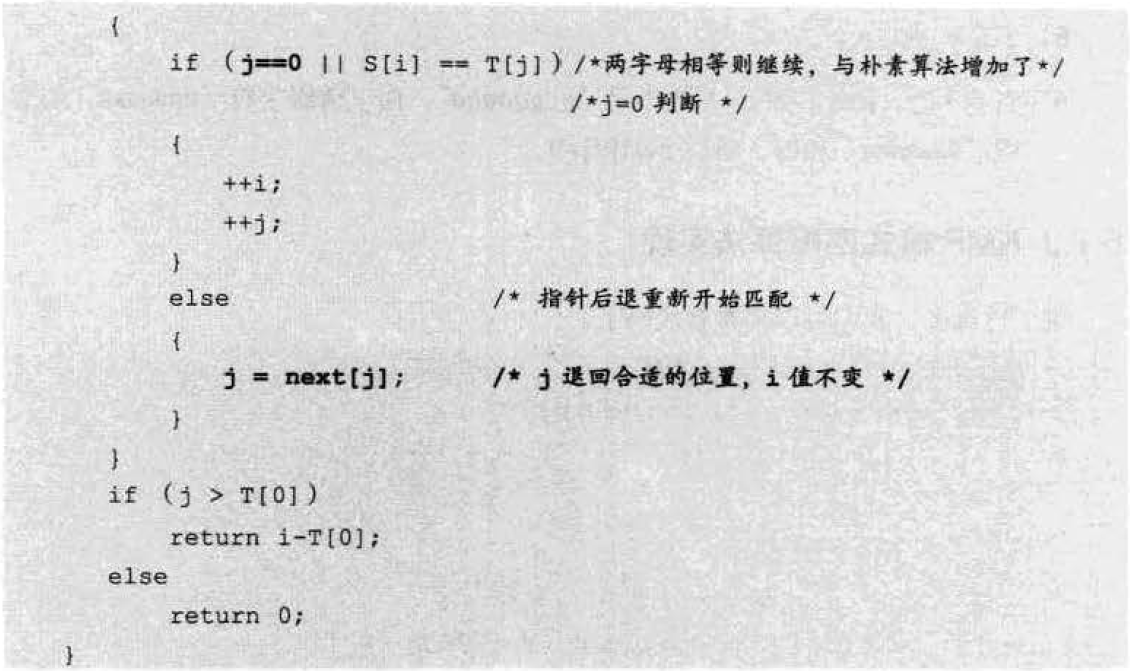 {
if (j==0 || S[i] == T[j]) /*两字母相等则继续，与朴素算法增加了*/
/*j=0 判断 */
{
++i;
++j;
}
else /* 指针后退重新开始匹配 */
{
j = next[j]; /* j 退回合适的位置，i 值不变 */
}
}
if (j > T[0])
return i-T[0];
else
return 0;
}